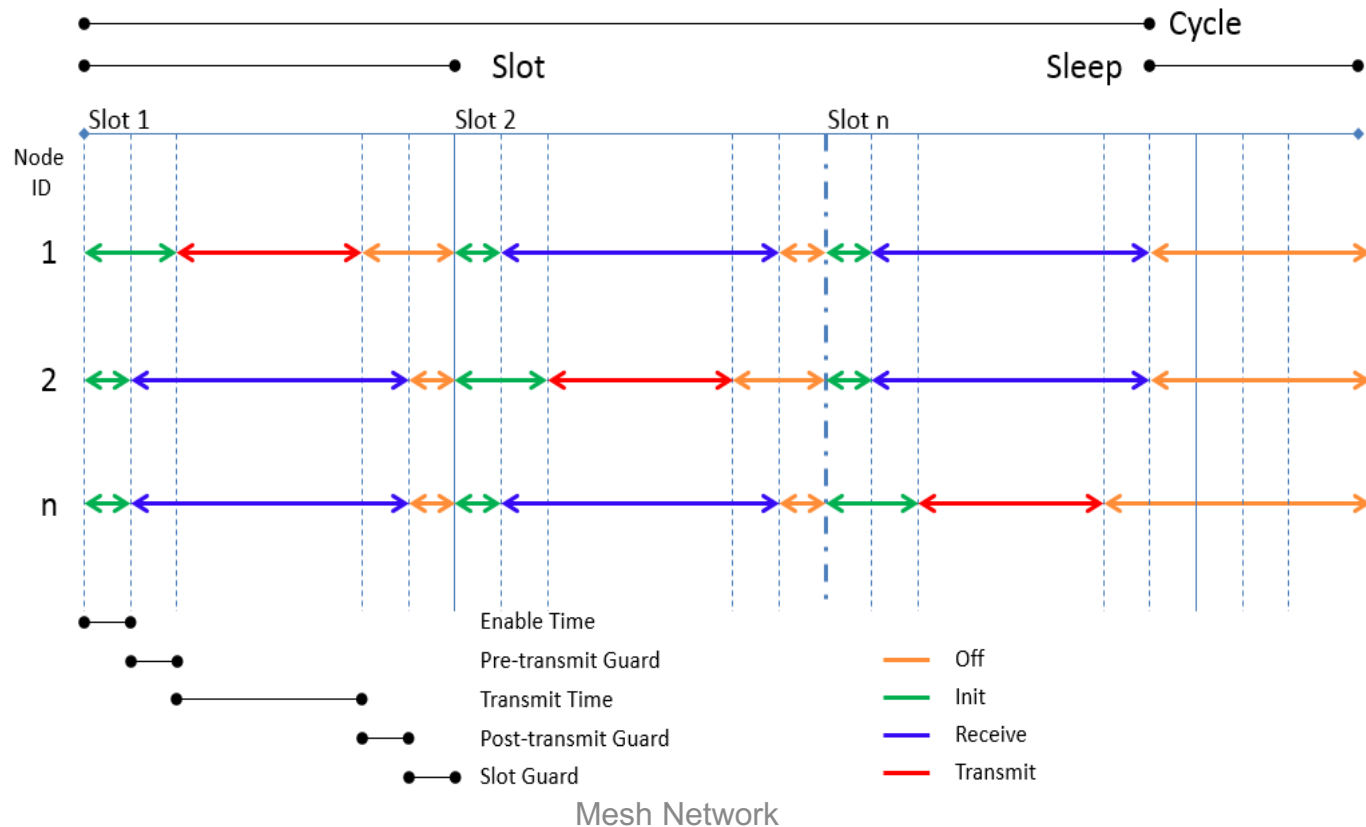 Cycle
Slot
Sleep
Slot 1
Slot 2
Slot n
Node
ID
1
2
n
Enable Time
Pre-transmit Guard
Transmit Time
Post-transmit Guard
Slot Guard
Off
Init
Receive
Transmit
Mesh Network